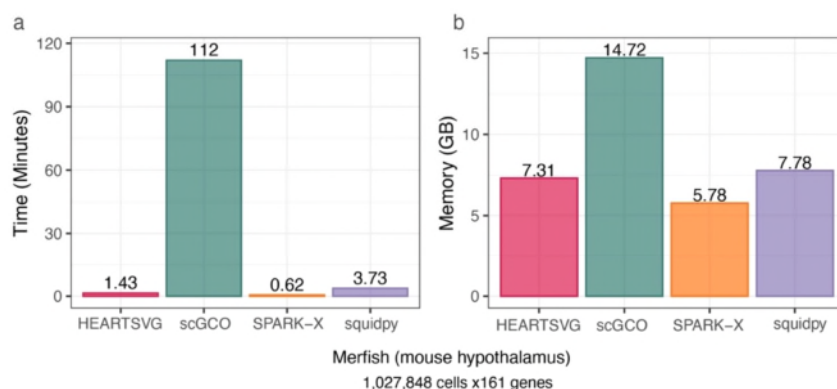 a
b
120
90
60
30
0
Time (Minutes)
1.43
112
0.62
3.73
HEARTSVG scGCO SPARK-X squidpy
15
10
5
0
Memory (GB)
7.31
14.72
5.78
7.78
HEARTSVG scGCO SPARK-X squidpy
Merfish (mouse hypothalamus)
1,027,848 cells x161 genes